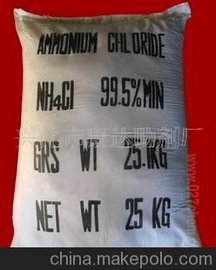 AMMONIUM CHLORIDE
NH4Cl 99.5%MIN
GRS WT 25.1KG
NET WT 25 KG
china.makepolo.com